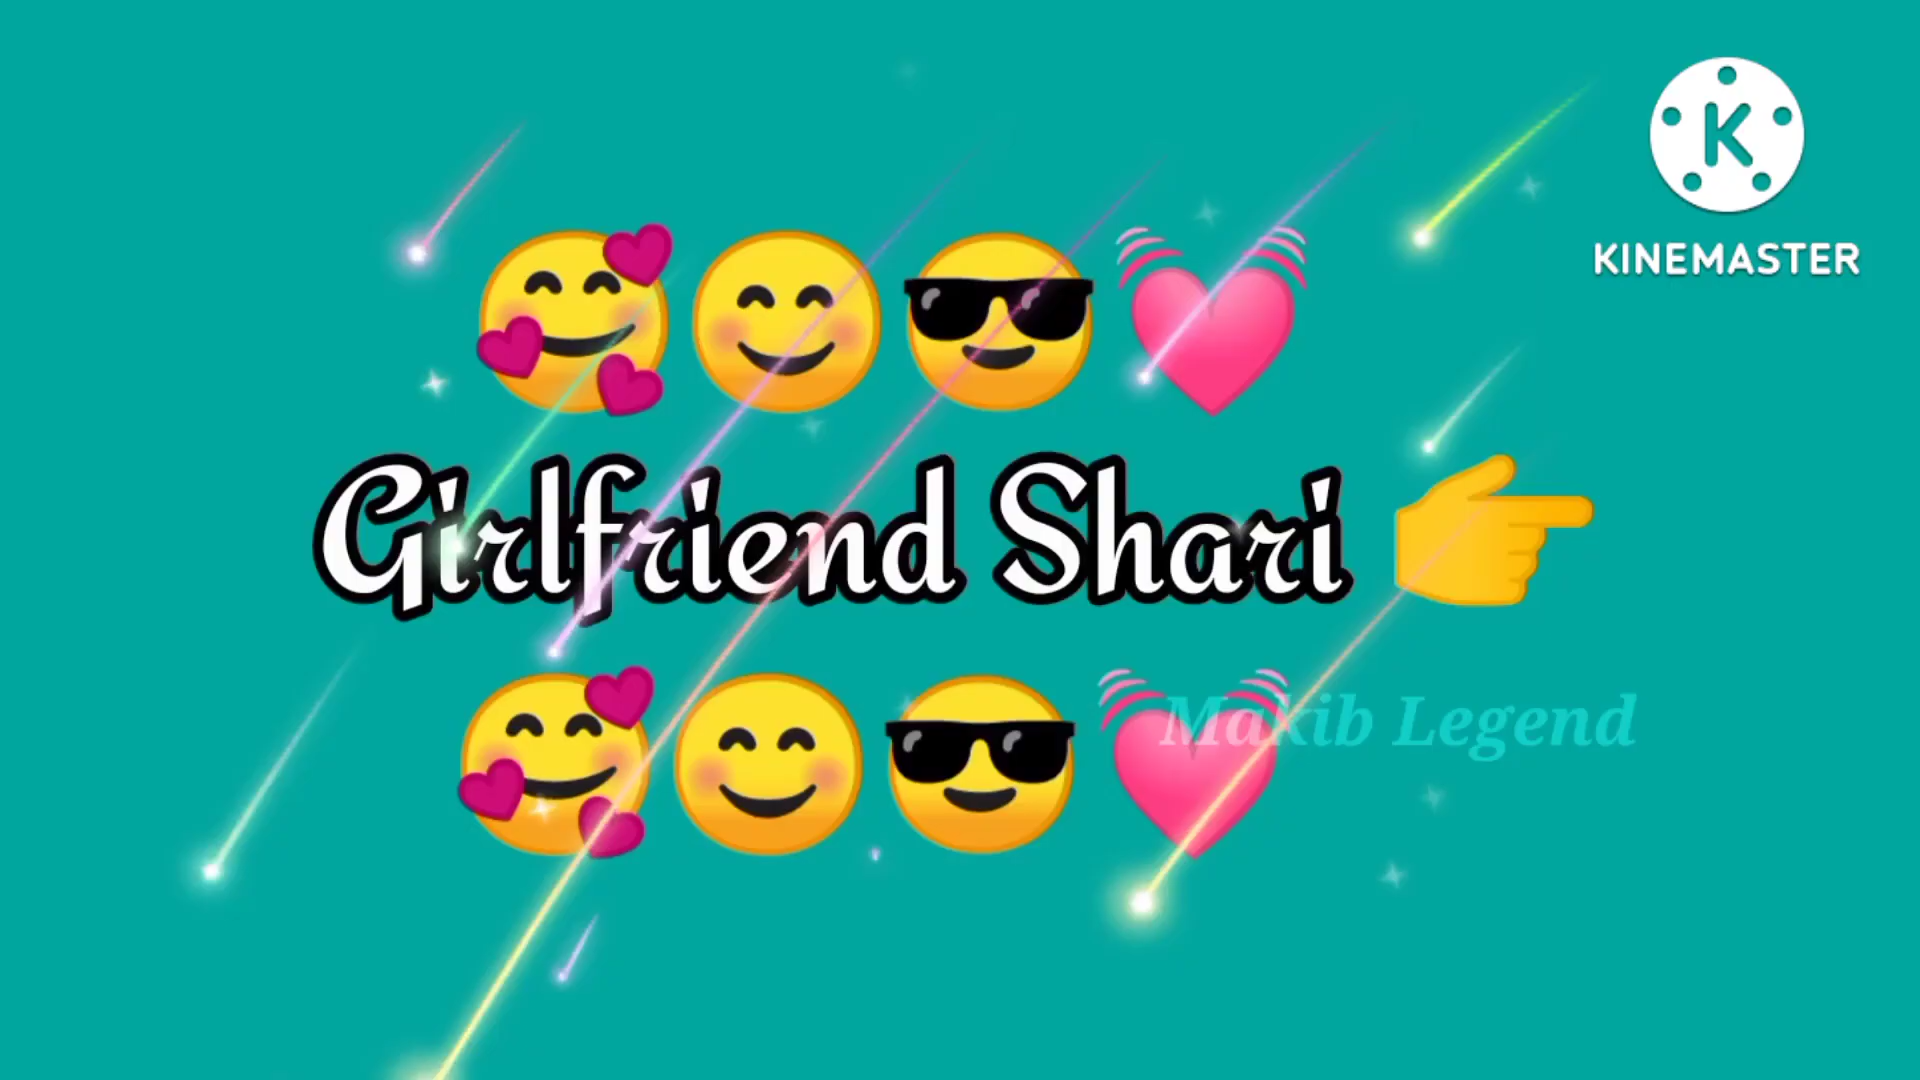 KINEMASTER
🥰😊😎💓
Girlfriend Shari 👉
🥰😊😎💓
Makib Legend